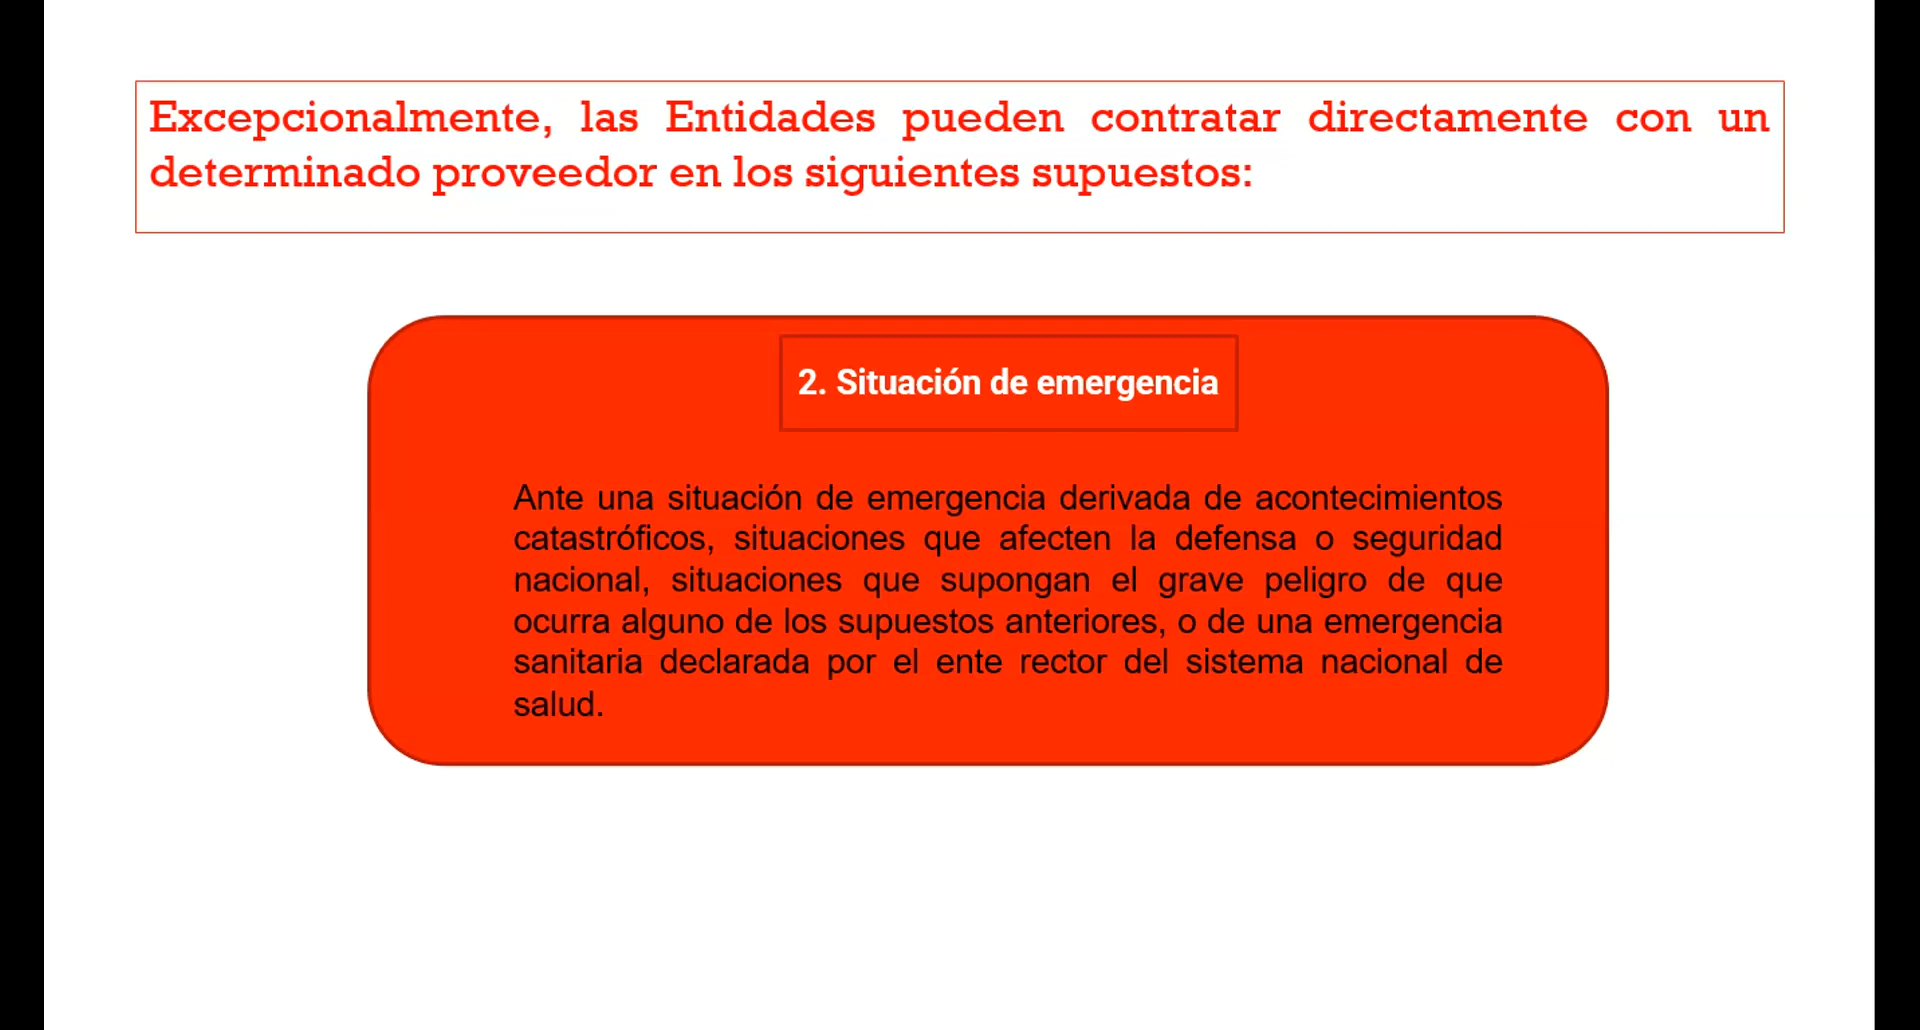 Excepcionalmente, las Entidades pueden contratar directamente con un
determinado proveedor en los siguientes supuestos:
2. Situación de emergencia
Ante una situación de emergencia derivada de acontecimientos
catastróficos, situaciones que afecten la defensa o seguridad
nacional, situaciones que supongan el grave peligro de que
ocurra alguno de los supuestos anteriores, o de una emergencia
sanitaria declarada por el ente rector del sistema nacional de
salud.